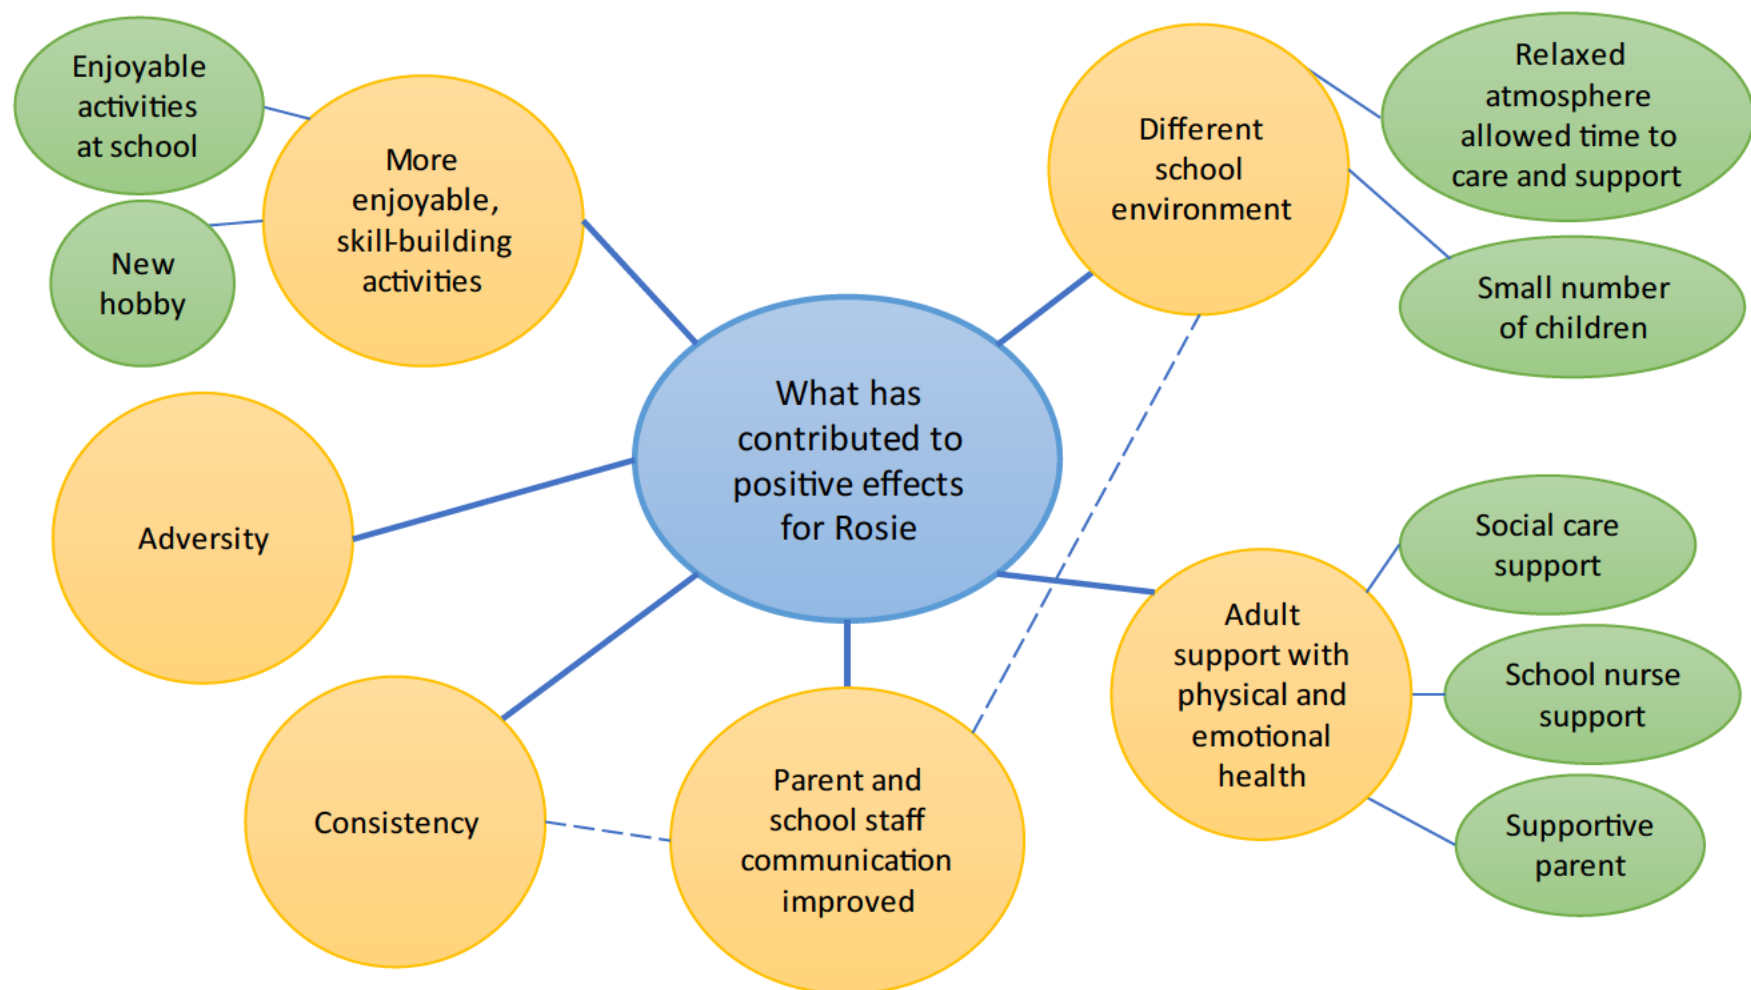 Enjoyable
activities
at school
New
hobby
More
enjoyable,
skill-building
activities
Different
school
environment
Relaxed
atmosphere
allowed time to
care and support
Small number
of children
What has
contributed to
positive effects
for Rosie
Adversity
Consistency
Parent and
school staff
communication
improved
Adult
support with
physical and
emotional
health
Social care
support
School nurse
support
Supportive
parent